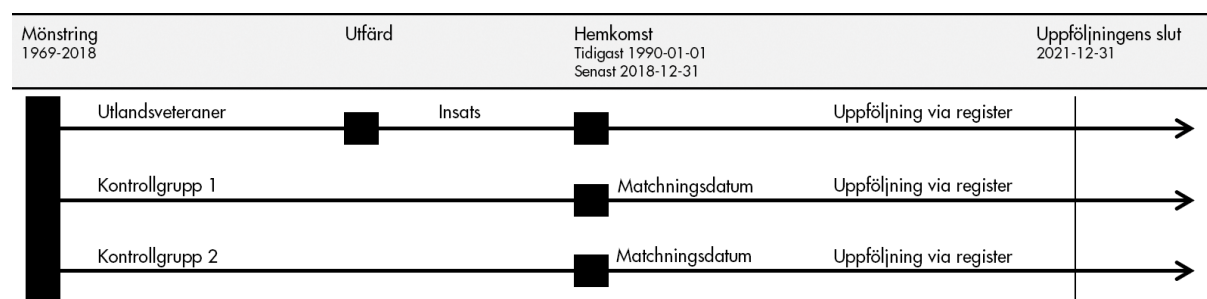 Mönstring
1969-2018
Utfärd
Hemkomst
Tidigast 1990-01-01
Senast 2018-12-31
Uppföljningens slut
2021-12-31
Utlandsveteraner
Insats
Uppföljning via register
Kontrollgrupp 1
Matchningsdatum
Uppföljning via register
Kontrollgrupp 2
Matchningsdatum
Uppföljning via register